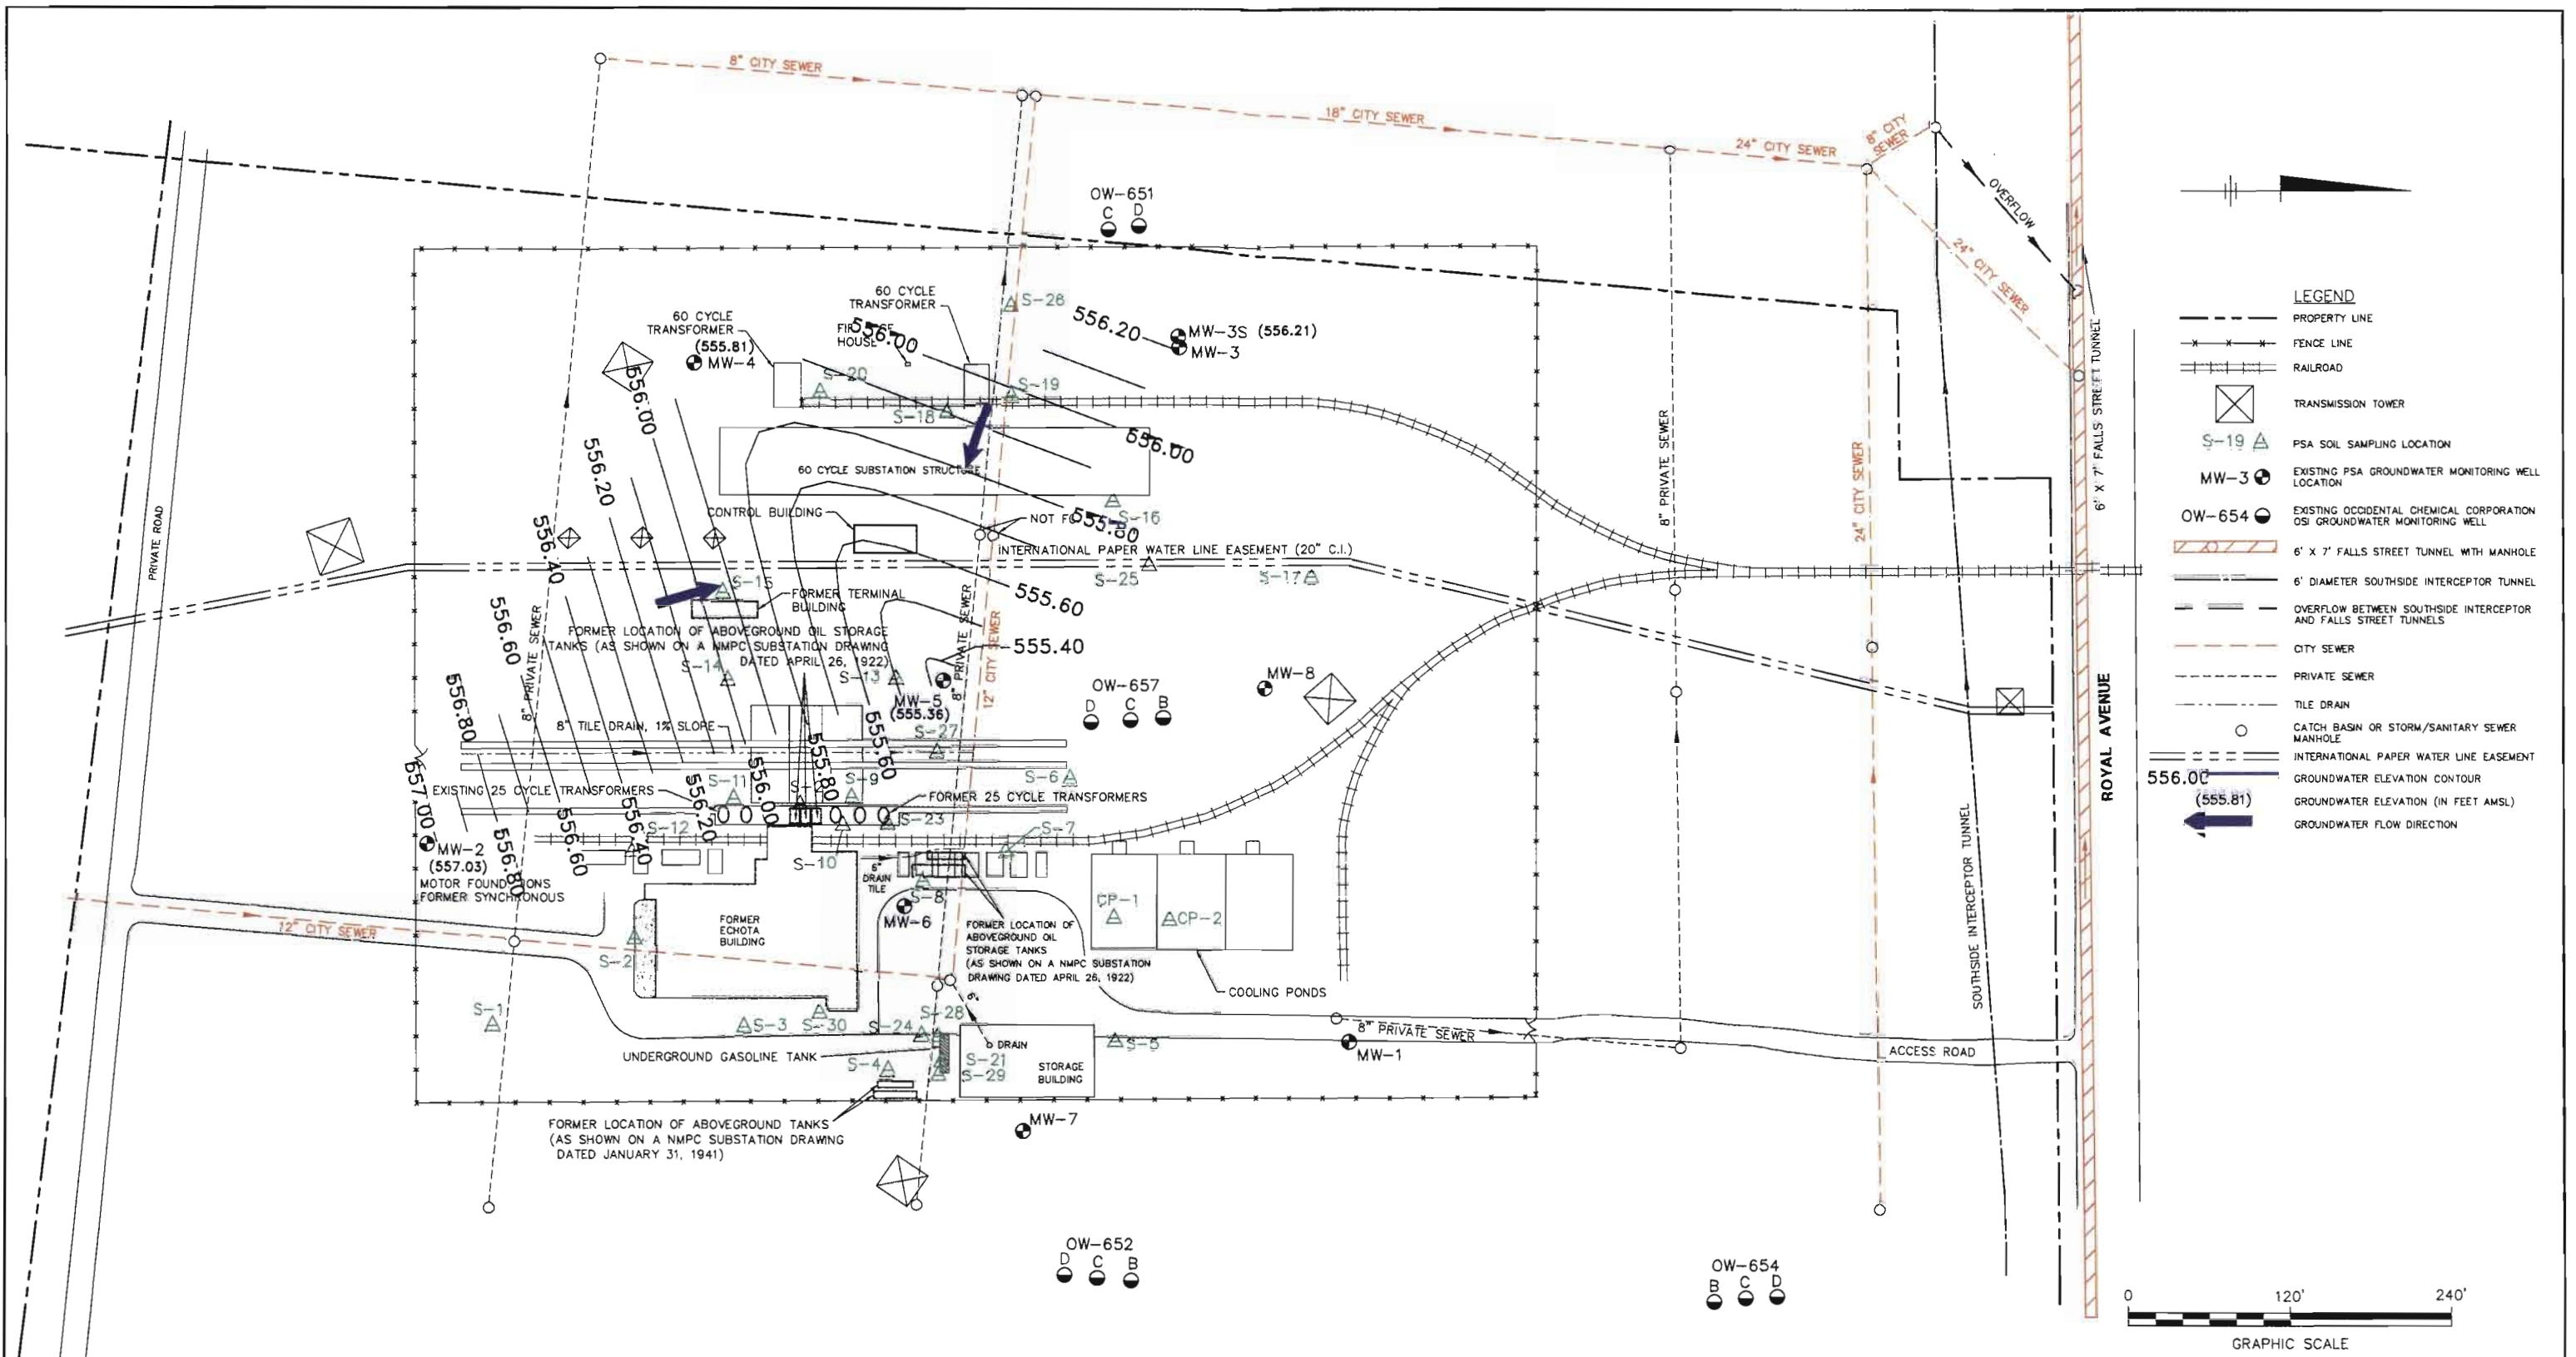 8" CITY SEWER
18" CITY SEWER
24" CITY SEWER
8" CITY
SEWER
OVERFLOW
24" CITY SEWER
6' X 7' FALLS STREET TUNNEL
OW-651
C D
60 CYCLE
TRANSFORMER
60 CYCLE
TRANSFORMER
(555.81)
MW-4
HOUSE
556.00
S-26
556.20
MW-3S (556.21)
MW-3
S-20
S-19
S-18
556.00
556.00
60 CYCLE SUBSTATION STRUCTURE
556.20
S-16
555.80
CONTROL BUILDING
556.40
INTERNATIONAL PAPER WATER LINE EASEMENT (20" C.I.)
S-25
S-17
S-15
FORMER TERMINAL
BUILDING
555.60
PRIVATE ROAD
8" PRIVATE SEWER
8" PRIVATE SEWER
12" CITY SEWER
8" PRIVATE SEWER
24" CITY SEWER
556.60
FORMER LOCATION OF ABOVEGROUND OIL STORAGE
TANKS (AS SHOWN ON A NMPC SUBSTATION DRAWING
DATED APRIL 26, 1922)
555.40
S-14
S-13
MW-5
(555.36)
OW-657
D C B
MW-8
556.80
8" TILE DRAIN, 1% SLOPE
S-27
555.60
555.80
556.00
S-11
S-9
S-6
EXISTING 25 CYCLE TRANSFORMERS
FORMER 25 CYCLE TRANSFORMERS
557.00
556.20
556.40
556.60
556.80
S-12
S-23
S-7
S-10
MW-2
(557.03)
MOTOR FOUNDATIONS
FORMER SYNCHRONOUS
6"
DRAIN
TILE
S-8
MW-6
FORMER
ECHOTA
BUILDING
FORMER LOCATION OF
ABOVEGROUND OIL
STORAGE TANKS
(AS SHOWN ON A NMPC SUBSTATION
DRAWING DATED APRIL 26, 1922)
CP-1
CP-2
COOLING PONDS
12" CITY SEWER
S-2
6"
S-1
S-3
S-30
S-24
S-28
UNDERGROUND GASOLINE TANK
DRAIN
S-4
S-21
S-29
STORAGE
BUILDING
S-5
8" PRIVATE SEWER
MW-1
ACCESS ROAD
FORMER LOCATION OF ABOVEGROUND TANKS
(AS SHOWN ON A NMPC SUBSTATION DRAWING
DATED JANUARY 31, 1941)
MW-7
OW-652
D C B
OW-654
B C D
SOUTHSIDE INTERCEPTOR TUNNEL
ROYAL AVENUE
LEGEND
PROPERTY LINE
FENCE LINE
RAILROAD
TRANSMISSION TOWER
S-19 PSA SOIL SAMPLING LOCATION
MW-3 EXISTING PSA GROUNDWATER MONITORING WELL
LOCATION
OW-654 EXISTING OCCIDENTAL CHEMICAL CORPORATION
OSI GROUNDWATER MONITORING WELL
6' X 7' FALLS STREET TUNNEL WITH MANHOLE
6' DIAMETER SOUTHSIDE INTERCEPTOR TUNNEL
OVERFLOW BETWEEN SOUTHSIDE INTERCEPTOR
AND FALLS STREET TUNNELS
CITY SEWER
PRIVATE SEWER
TILE DRAIN
CATCH BASIN OR STORM/SANITARY SEWER
MANHOLE
INTERNATIONAL PAPER WATER LINE EASEMENT
556.00 GROUNDWATER ELEVATION CONTOUR
(555.81) GROUNDWATER ELEVATION (IN FEET AMSL)
GROUNDWATER FLOW DIRECTION
0 120' 240'
GRAPHIC SCALE